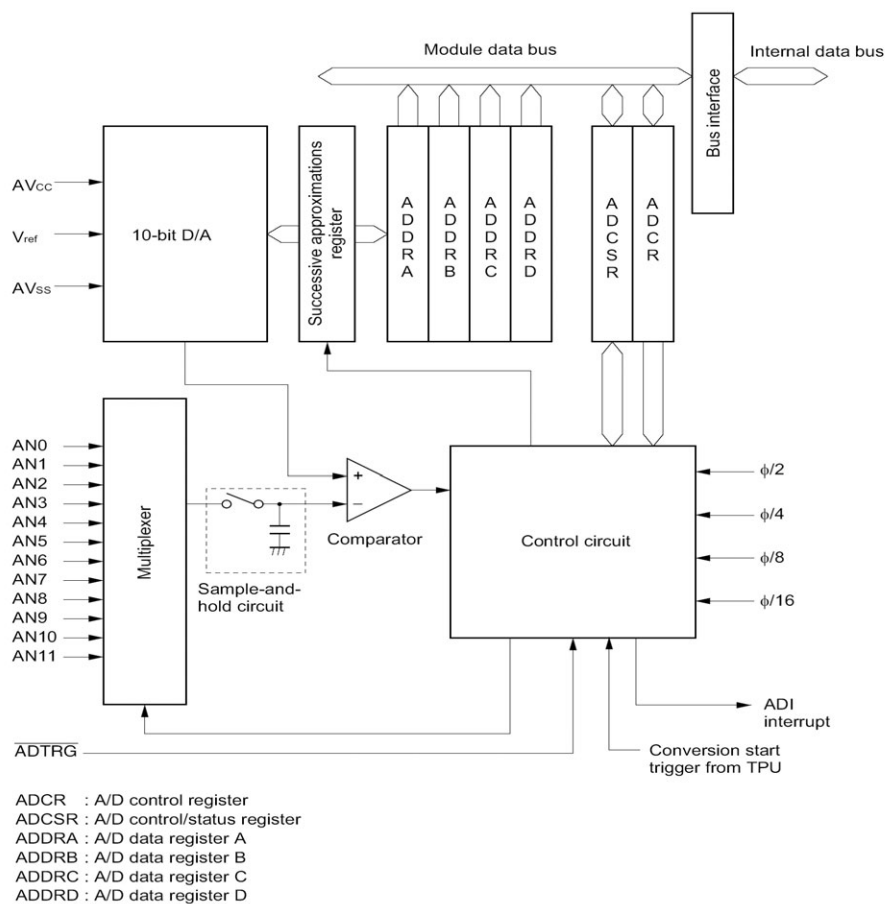 Module data bus
Internal data bus
Bus interface
AVCC
Vref
AVSS
10-bit D/A
Successive approximations
register
ADDRA
ADDRB
ADDRC
ADDRD
ADCSR
ADCR
AN0
AN1
AN2
AN3
AN4
AN5
AN6
AN7
AN8
AN9
AN10
AN11
Multiplexer
Sample-and-
hold circuit
+
−
Comparator
Control circuit
ϕ/2
ϕ/4
ϕ/8
ϕ/16
ADI
interrupt
ADTRG
Conversion start
trigger from TPU
ADCR : A/D control register
ADCSR : A/D control/status register
ADDRA : A/D data register A
ADDRB : A/D data register B
ADDRC : A/D data register C
ADDRD : A/D data register D